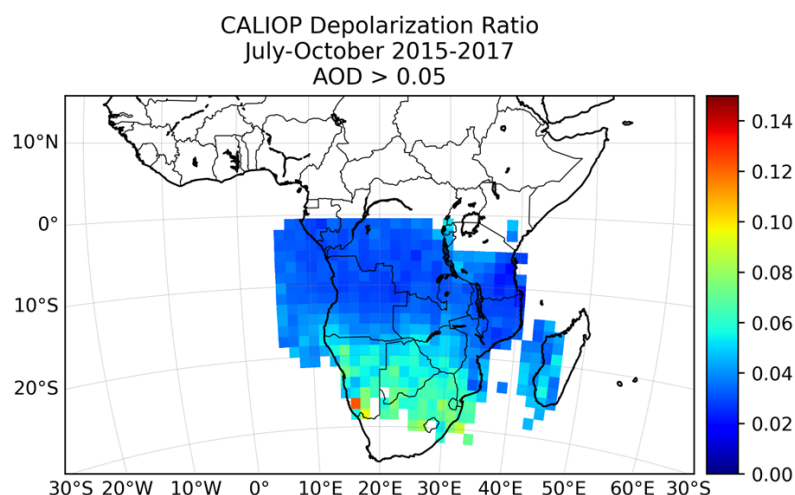 CALIOP Depolarization Ratio
July-October 2015-2017
AOD > 0.05
10°N
0°
10°S
20°S
30°S 20°W 10°W 0° 10°E 20°E 30°E 40°E 50°E 60°E 30°S
0.14
0.12
0.10
0.08
0.06
0.04
0.02
0.00